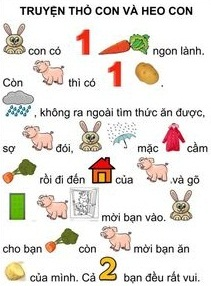 TRUYỆN THỎ CON VÀ HEO CON
con có 1 ngon lành.
Còn thì có 1 .
, không ra ngoài tìm thức ăn được,
sợ đói, mặc cầm
rồi đi đến của .và gõ
mời bạn vào.
cho bạn còn mời bạn ăn
của mình. Cả 2 bạn đều rất vui.